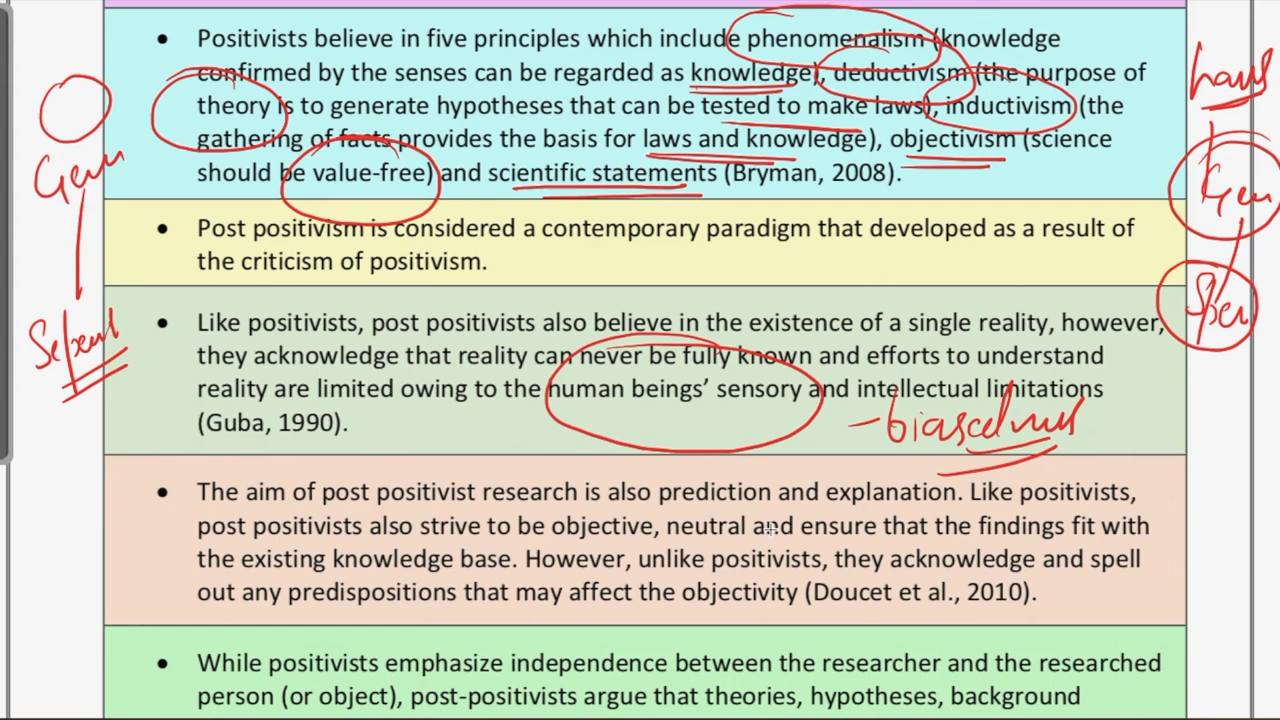 • Positivists believe in five principles which include phenomenalism (knowledge
confirmed by the senses can be regarded as knowledge), deductivism (the purpose of
theory is to generate hypotheses that can be tested to make laws), inductivism (the
gathering of facts provides the basis for laws and knowledge), objectivism (science
should be value-free) and scientific statements (Bryman, 2008).
• Post positivism is considered a contemporary paradigm that developed as a result of
the criticism of positivism.
• Like positivists, post positivists also believe in the existence of a single reality, however,
they acknowledge that reality can never be fully known and efforts to understand
reality are limited owing to the human beings’ sensory and intellectual limitations
(Guba, 1990).
• The aim of post positivist research is also prediction and explanation. Like positivists,
post positivists also strive to be objective, neutral and ensure that the findings fit with
the existing knowledge base. However, unlike positivists, they acknowledge and spell
out any predispositions that may affect the objectivity (Doucet et al., 2010).
• While positivists emphasize independence between the researcher and the researched
person (or object), post-positivists argue that theories, hypotheses, background
Gen
laws
Gen